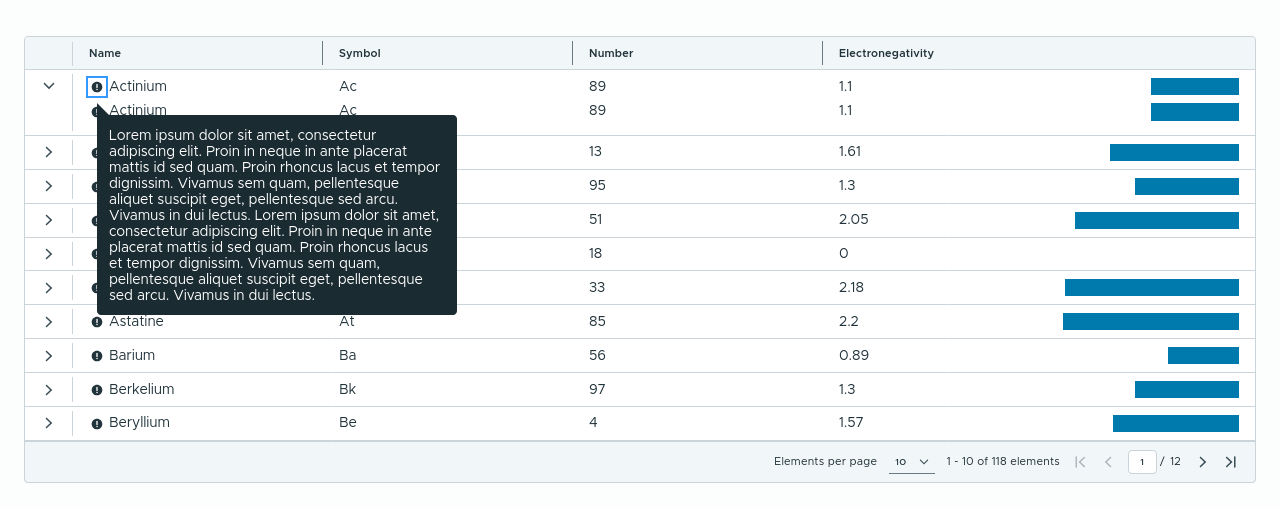 Name Symbol Number Electronegativity
Actinium Ac 89 1.1
Actinium Ac 89 1.1
Lorem ipsum dolor sit amet, consectetur
adipiscing elit. Proin in neque in ante placerat
mattis id sed quam. Proin rhoncus lacus et tempor
dignissim. Vivamus sem quam, pellentesque
aliquet suscipit eget, pellentesque sed arcu.
Vivamus in dui lectus. Lorem ipsum dolor sit amet,
consectetur adipiscing elit. Proin in neque in ante
placerat mattis id sed quam. Proin rhoncus lacus
et tempor dignissim. Vivamus sem quam,
pellentesque aliquet suscipit eget, pellentesque
sed arcu. Vivamus in dui lectus.
13 1.61
95 1.3
51 2.05
18 0
33 2.18
Astatine At 85 2.2
Barium Ba 56 0.89
Berkelium Bk 97 1.3
Beryllium Be 4 1.57
Elements per page 10 1 - 10 of 118 elements 1 / 12